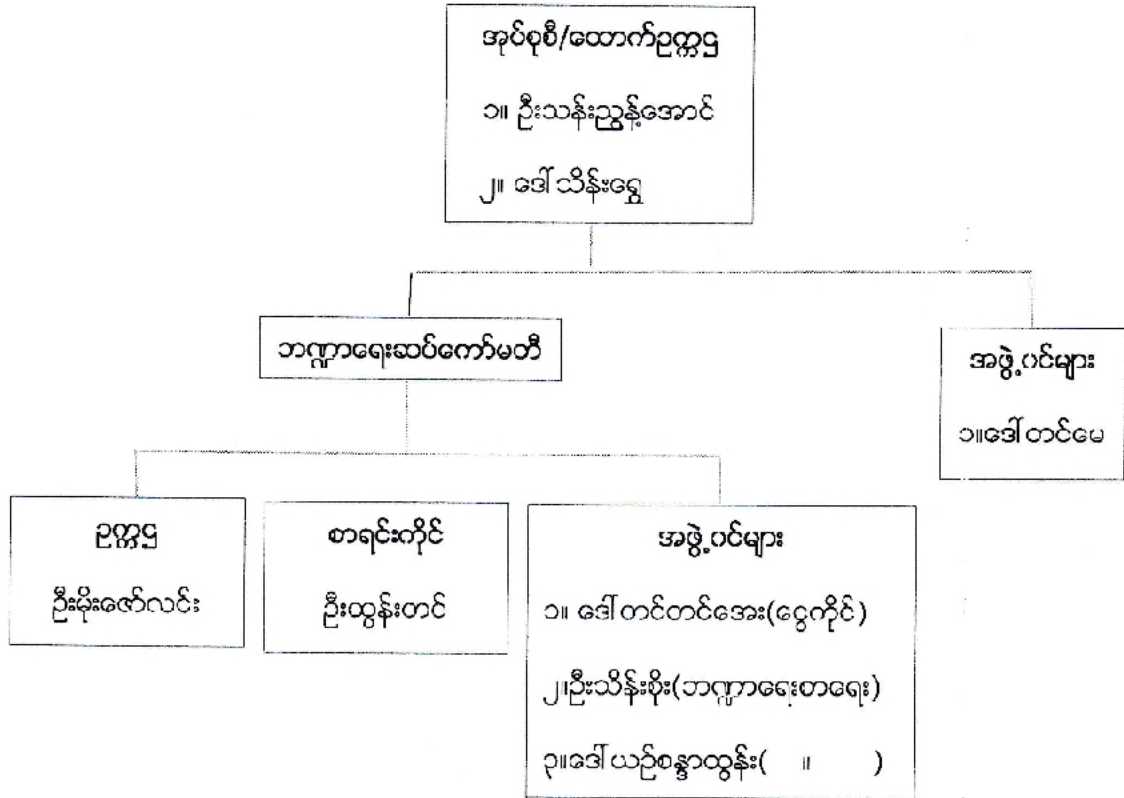 အုပ်စုစီ/ထောက်ဥက္ကဌ
၁။ ဦးသန်းညွန့်အောင်
၂။ ဒေါ်သိန်းရွှေ
ဘဏ္ဍာရေးဆပ်ကော်မတီ
အဖွဲ့ဝင်များ
၁။ဒေါ်တင်မေ
ဥက္ကဌ
ဦးမိုးဇော်လင်း
စာရင်းကိုင်
ဦးထွန်းတင်
အဖွဲ့ဝင်များ
၁။ ဒေါ်တင်တင်အေး(ငွေကိုင်)
၂။ဦးသိန်းစိုး(ဘဏ္ဍာရေးစာရေး)
၃။ဒေါ်ယဉ်စန္ဒာထွန်း( ။ )